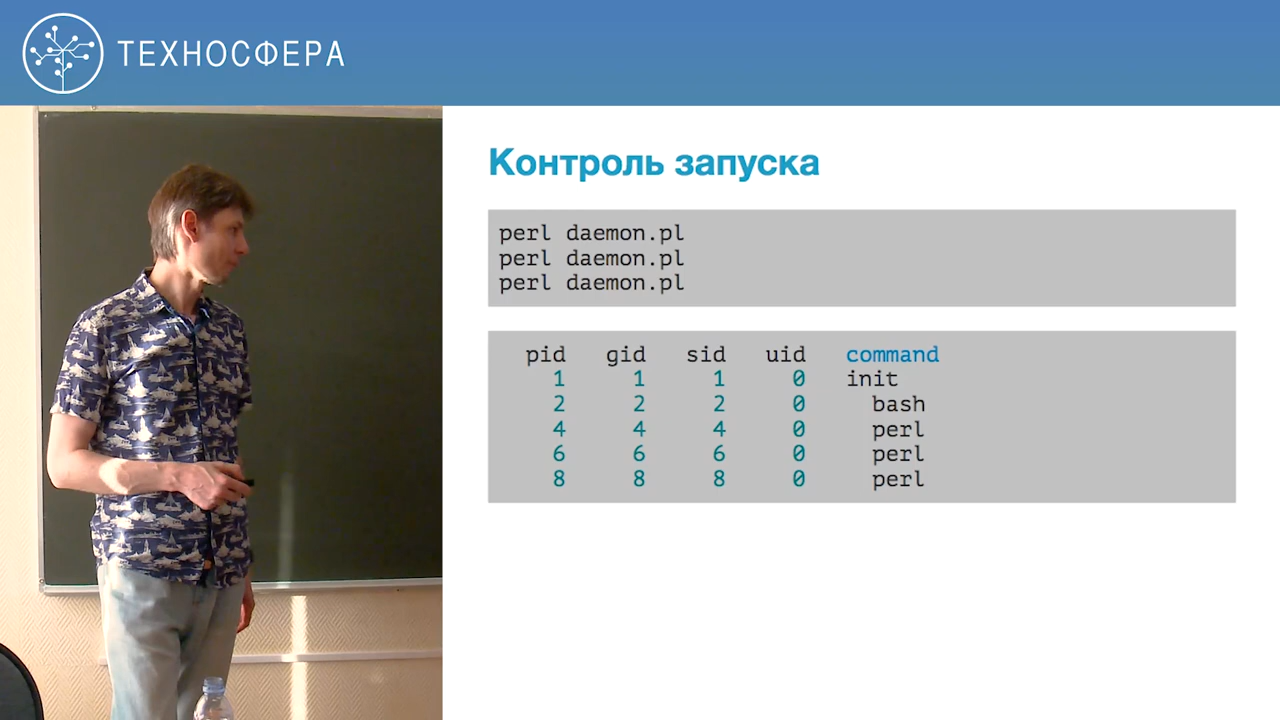 ТЕХНОСФЕРА
Контроль запуска
perl daemon.pl
perl daemon.pl
perl daemon.pl
pid gid sid uid command
1 1 1 0 init
2 2 2 0 bash
4 4 4 0 perl
6 6 6 0 perl
8 8 8 0 perl